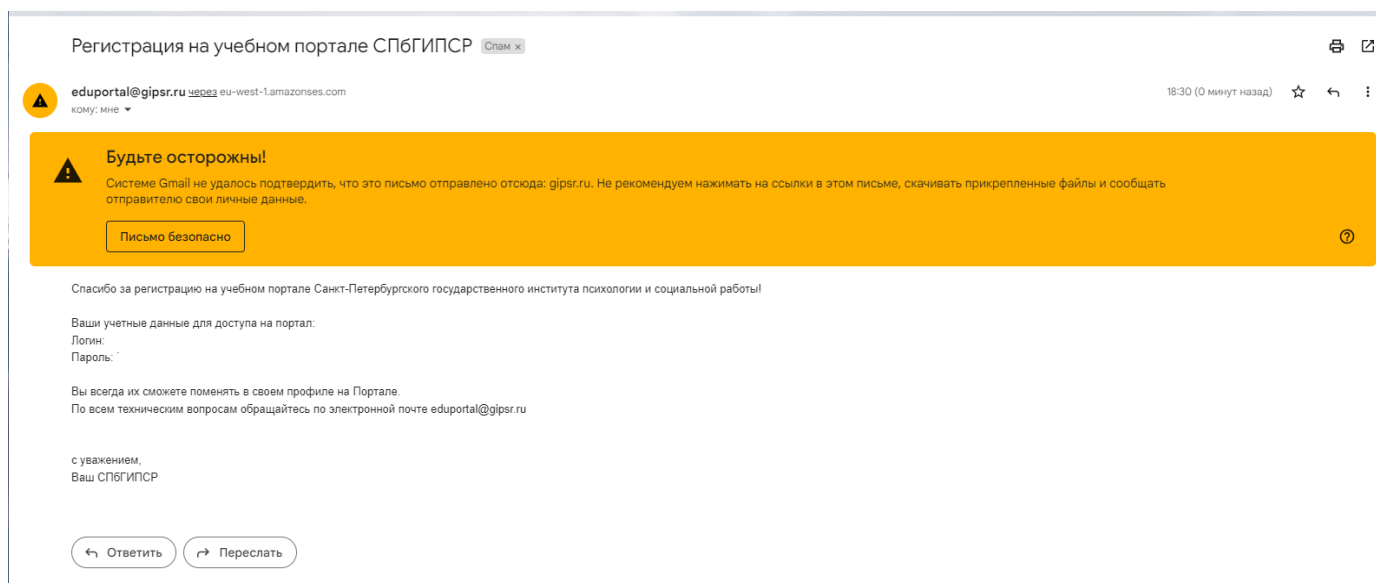 Регистрация на учебном портале СПбГИПСР Спам x
eduportal@gipsr.ru через eu-west-1.amazonses.com
18:30 (0 минут назад)
кому: мне
Будьте осторожны!
Системе Gmail не удалось подтвердить, что это письмо отправлено отсюда: gipsr.ru. Не рекомендуем нажимать на ссылки в этом письме, скачивать прикрепленные файлы и сообщать
отправителю свои личные данные.
Письмо безопасно
Спасибо за регистрацию на учебном портале Санкт-Петербургского государственного института психологии и социальной работы!
Ваши учетные данные для доступа на портал:
Логин:
Пароль:
Вы всегда их сможете поменять в своем профиле на Портале.
По всем техническим вопросам обращайтесь по электронной почте eduportal@gipsr.ru
с уважением,
Ваш СПбГИПСР
Ответить
Переслать